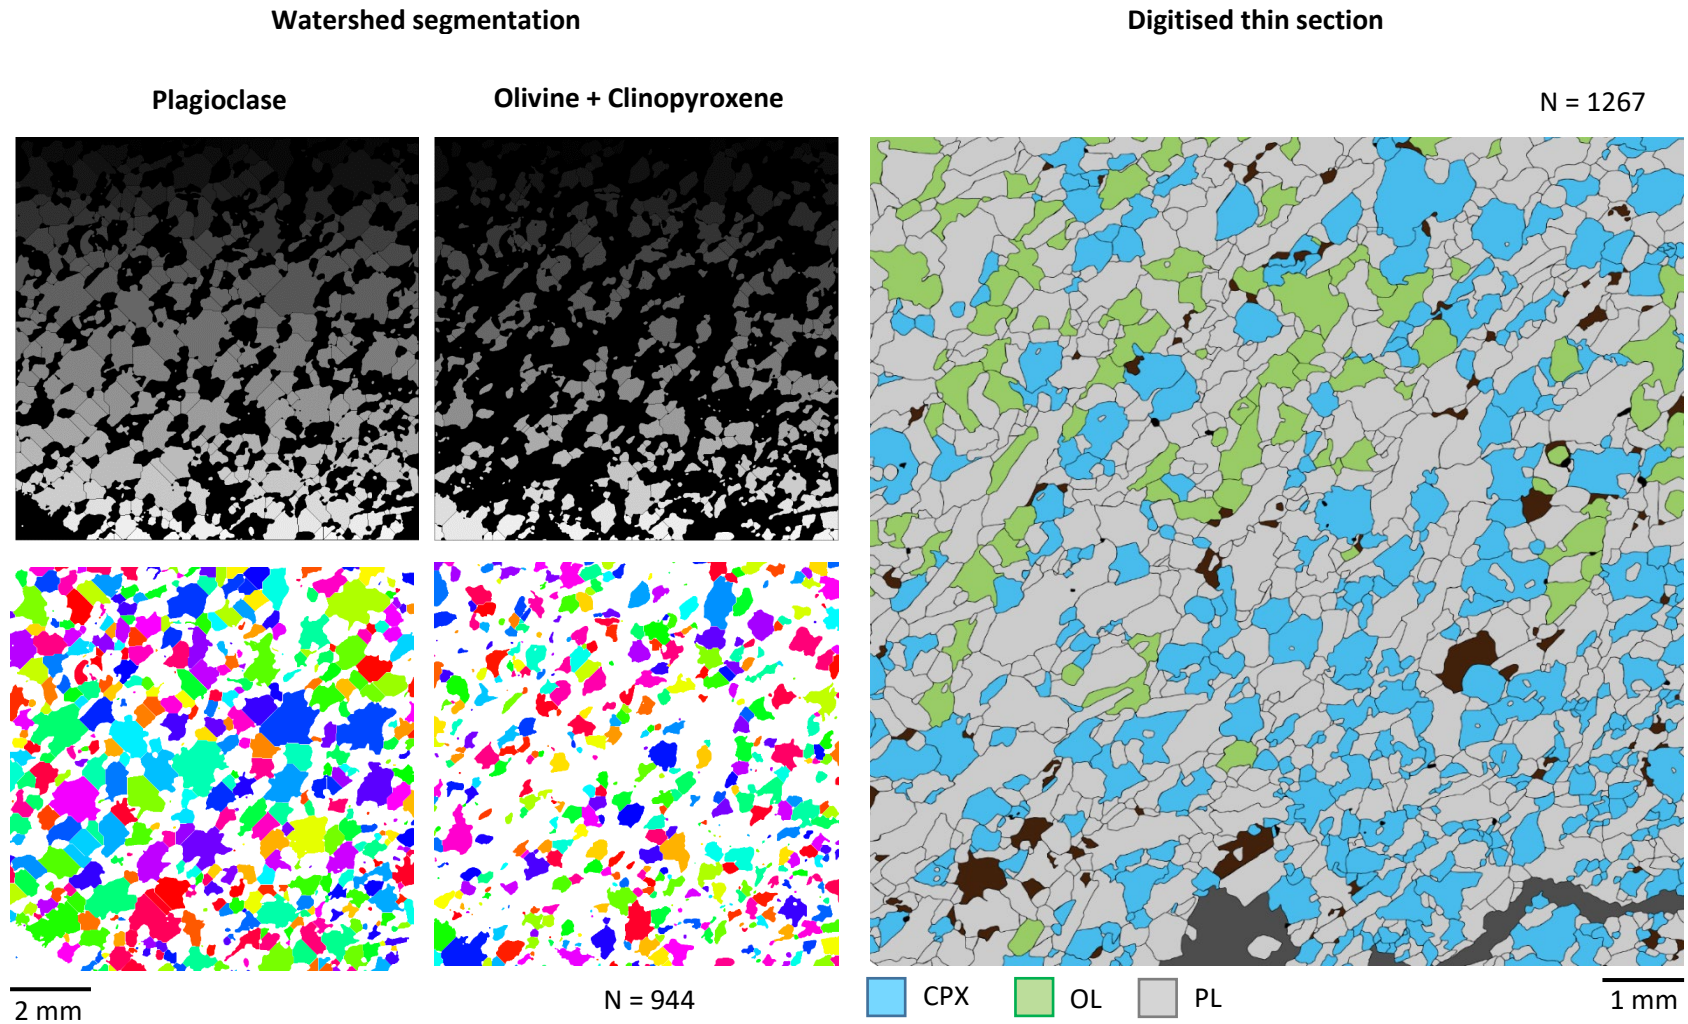 Watershed segmentation
Digitised thin section
Plagioclase
Olivine + Clinopyroxene
N = 1267
2 mm
N = 944
CPX
OL
PL
1 mm